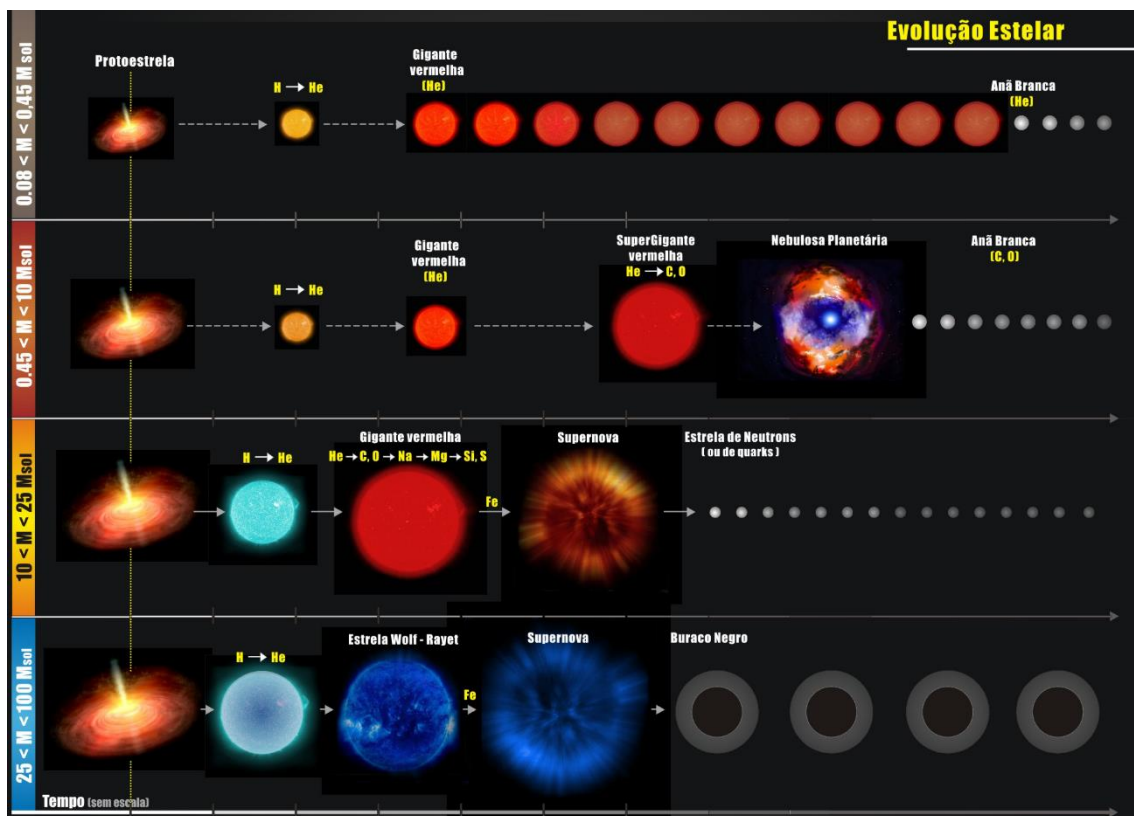 Evolução Estelar
0.08 < M < 0.45 M sol
Protoestrela
H → He
Gigante
vermelha
(He)
Anã Branca
(He)
0.45 < M < 10 Msol
H → He
Gigante
vermelha
(He)
SuperGigante
vermelha
He → C, O
Nebulosa Planetária
Anã Branca
(C, O)
10 < M < 25 Msol
H → He
Gigante vermelha
He → C, O → Na → Mg → Si, S
Fe
Supernova
Estrela de Neutrons
( ou de quarks )
25 < M < 100 Msol
H → He
Estrela Wolf - Rayet
Fe
Supernova
Buraco Negro
Tempo (sem escala)